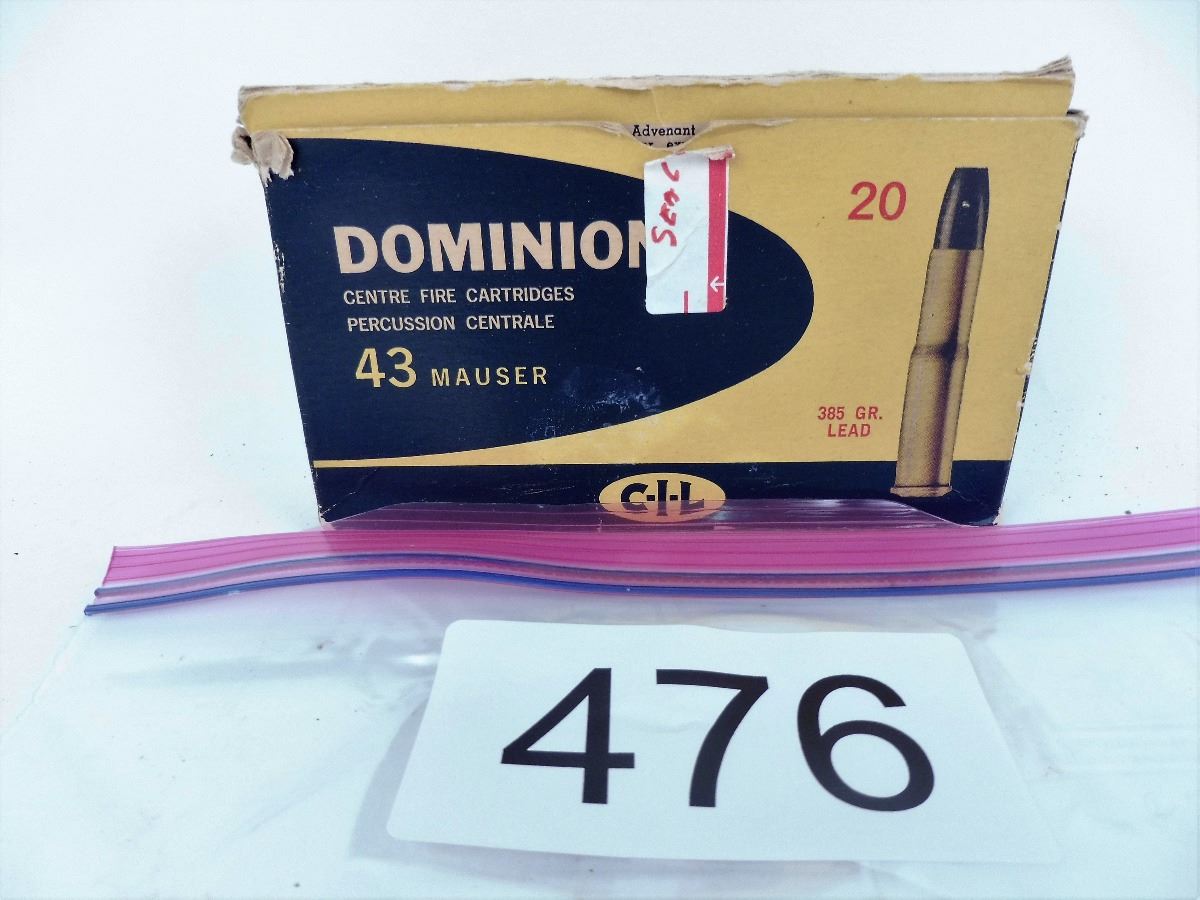 Advenant
20
DOMINION
CENTRE FIRE CARTRIDGES
PERCUSSION CENTRALE
43 MAUSER
385 GR.
LEAD
C·I·L
476